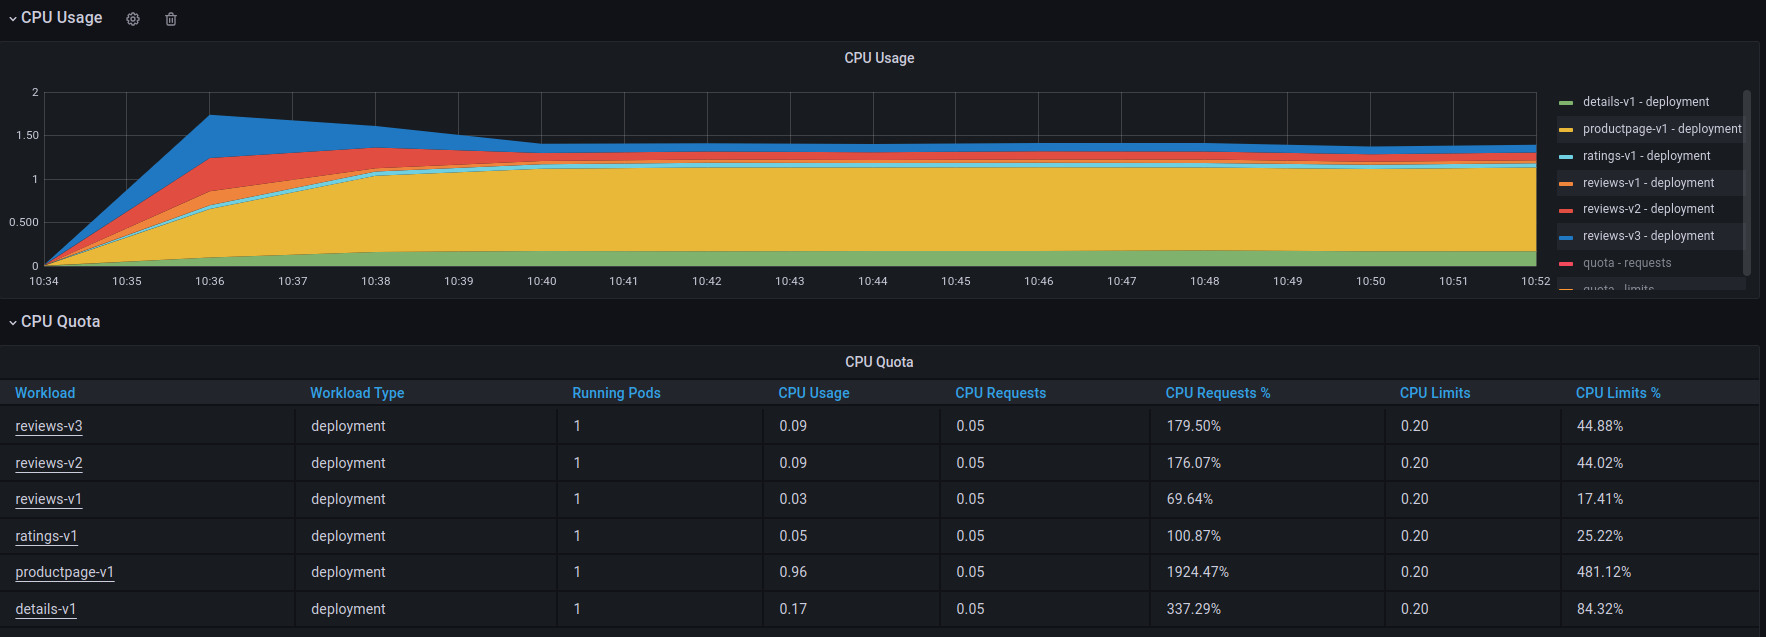 CPU Usage
CPU Usage
2
1.50
1
0.500
0
10:34 10:35 10:36 10:37 10:38 10:39 10:40 10:41 10:42 10:43 10:44 10:45 10:46 10:47 10:48 10:49 10:50 10:51 10:52
details-v1 - deployment
productpage-v1 - deployment
ratings-v1 - deployment
reviews-v1 - deployment
reviews-v2 - deployment
reviews-v3 - deployment
quota - requests
quota - limits
CPU Quota
CPU Quota
Workload Workload Type Running Pods CPU Usage CPU Requests CPU Requests % CPU Limits CPU Limits %
reviews-v3 deployment 1 0.09 0.05 179.50% 0.20 44.88%
reviews-v2 deployment 1 0.09 0.05 176.07% 0.20 44.02%
reviews-v1 deployment 1 0.03 0.05 69.64% 0.20 17.41%
ratings-v1 deployment 1 0.05 0.05 100.87% 0.20 25.22%
productpage-v1 deployment 1 0.96 0.05 1924.47% 0.20 481.12%
details-v1 deployment 1 0.17 0.05 337.29% 0.20 84.32%